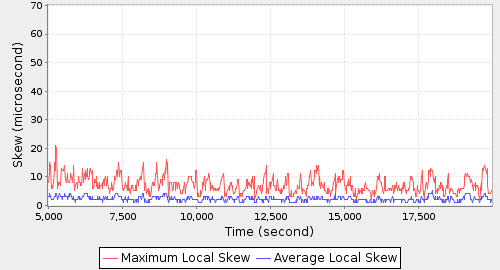 70
60
50
40
30
20
10
0
Skew (microsecond)
5,000 7,500 10,000 12,500 15,000 17,500
Time (second)
Maximum Local Skew Average Local Skew